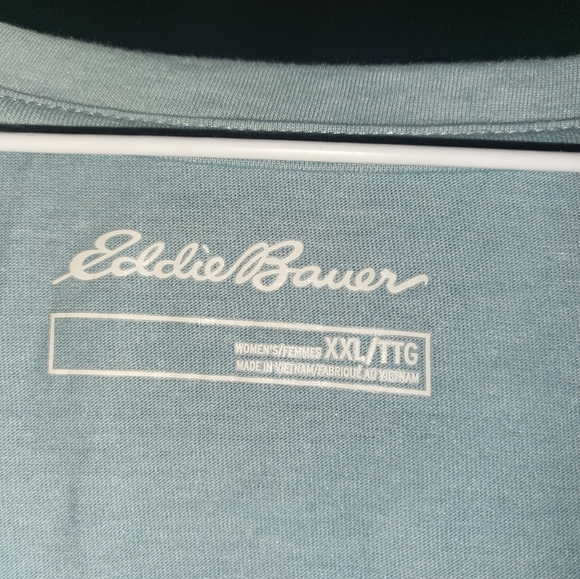 Eddie Bauer
WOMEN'S/FEMMES XXL/TTG
MADE IN VIETNAM/FABRIQUÉ AU VIETNAM